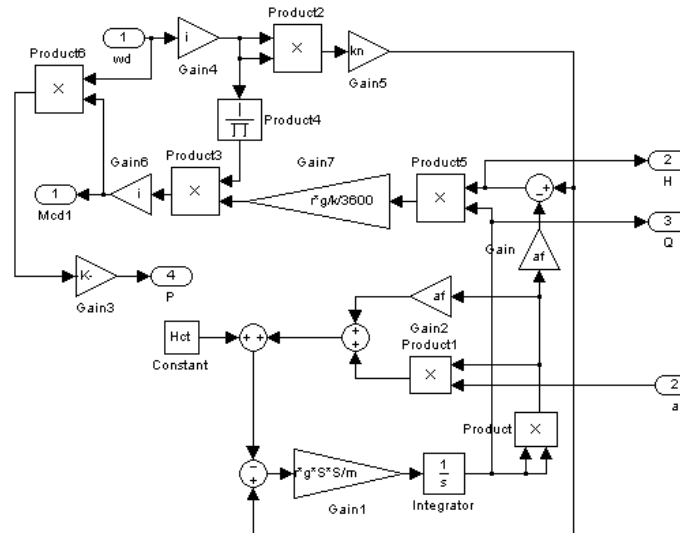 Product2
Product6
1
wd
i
Gain4
×
kn
Gain5
×
1
∏
Product4
Gain6
Product3
Gain7
Product5
2
H
1
Mcd1
i
×
r*g/k/3600
×
−
+
3
Q
Gain
af
K-
Gain3
4
P
af
Gain2
Hct
Constant
+ +
+
+
Product1
×
2
a
Product
×
−
+
r*g*S*S/m
Gain1
1
s
Integrator